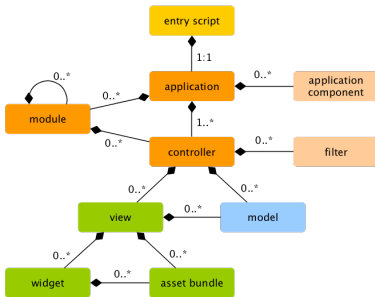 entry script
1:1
application
0..*
application
component
0..*
0..*
module
0..*
1..*
controller
0..*
filter
0..*
0..*
view
0..*
model
0..*
0..*
widget
0..*
asset bundle